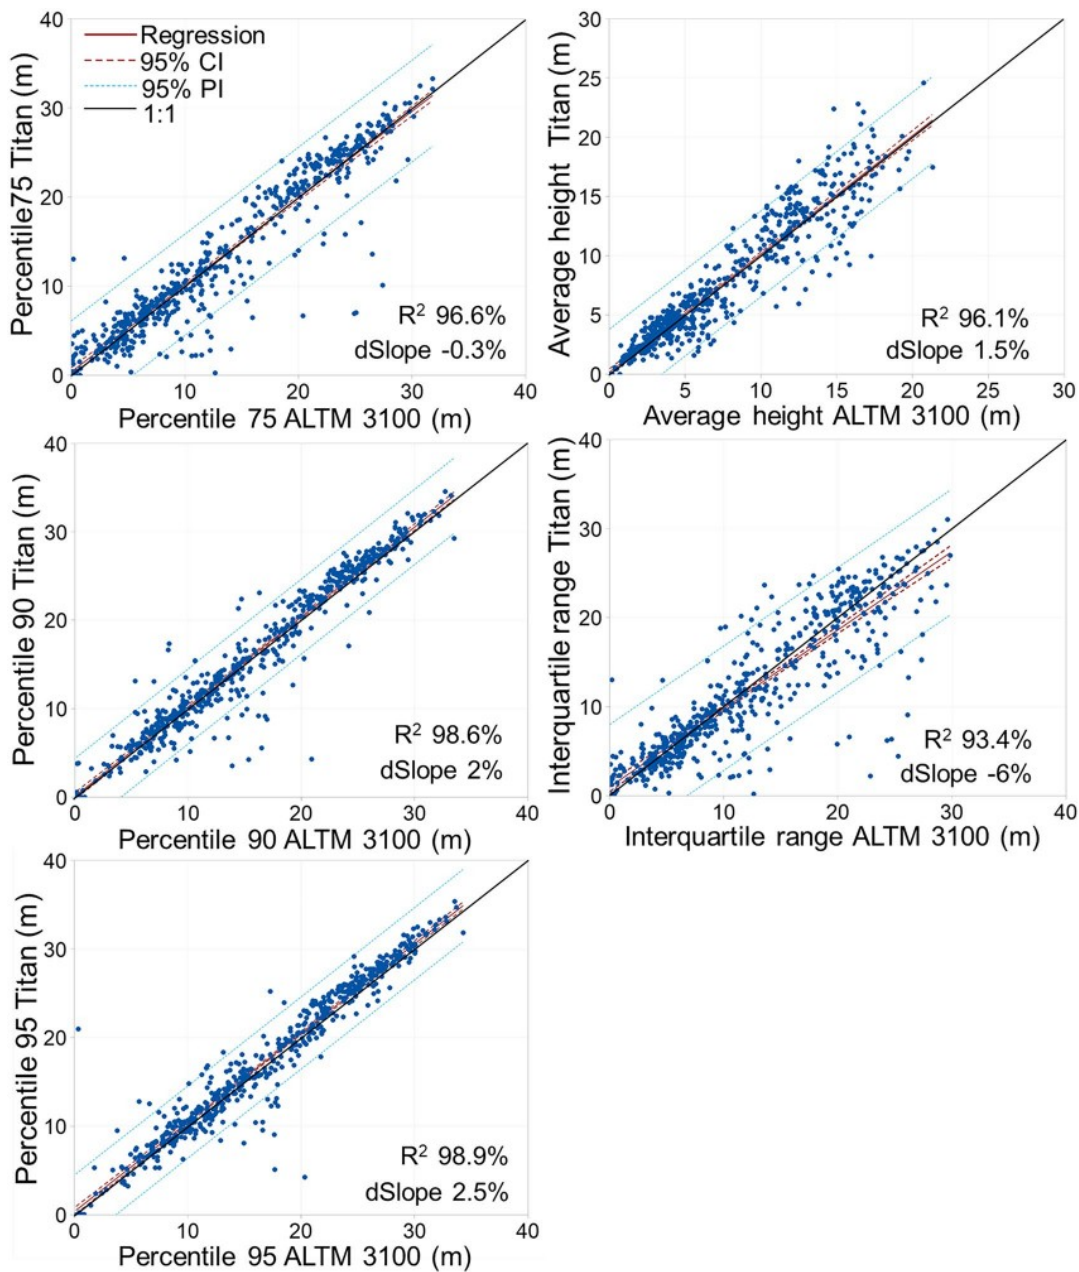 Regression
95% CI
95% PI
1:1
40
30
20
10
0
Percentile75 Titan (m)
R² 96.6%
dSlope -0.3%
0 10 20 30 40
Percentile 75 ALTM 3100 (m)
30
25
20
15
10
5
0
Average height Titan (m)
R² 96.1%
dSlope 1.5%
0 5 10 15 20 25 30
Average height ALTM 3100 (m)
40
30
20
10
0
Percentile 90 Titan (m)
R² 98.6%
dSlope 2%
0 10 20 30 40
Percentile 90 ALTM 3100 (m)
40
30
20
10
0
Interquartile range Titan (m)
R² 93.4%
dSlope -6%
0 10 20 30 40
Interquartile range ALTM 3100 (m)
40
30
20
10
0
Percentile 95 Titan (m)
R² 98.9%
dSlope 2.5%
0 10 20 30 40
Percentile 95 ALTM 3100 (m)